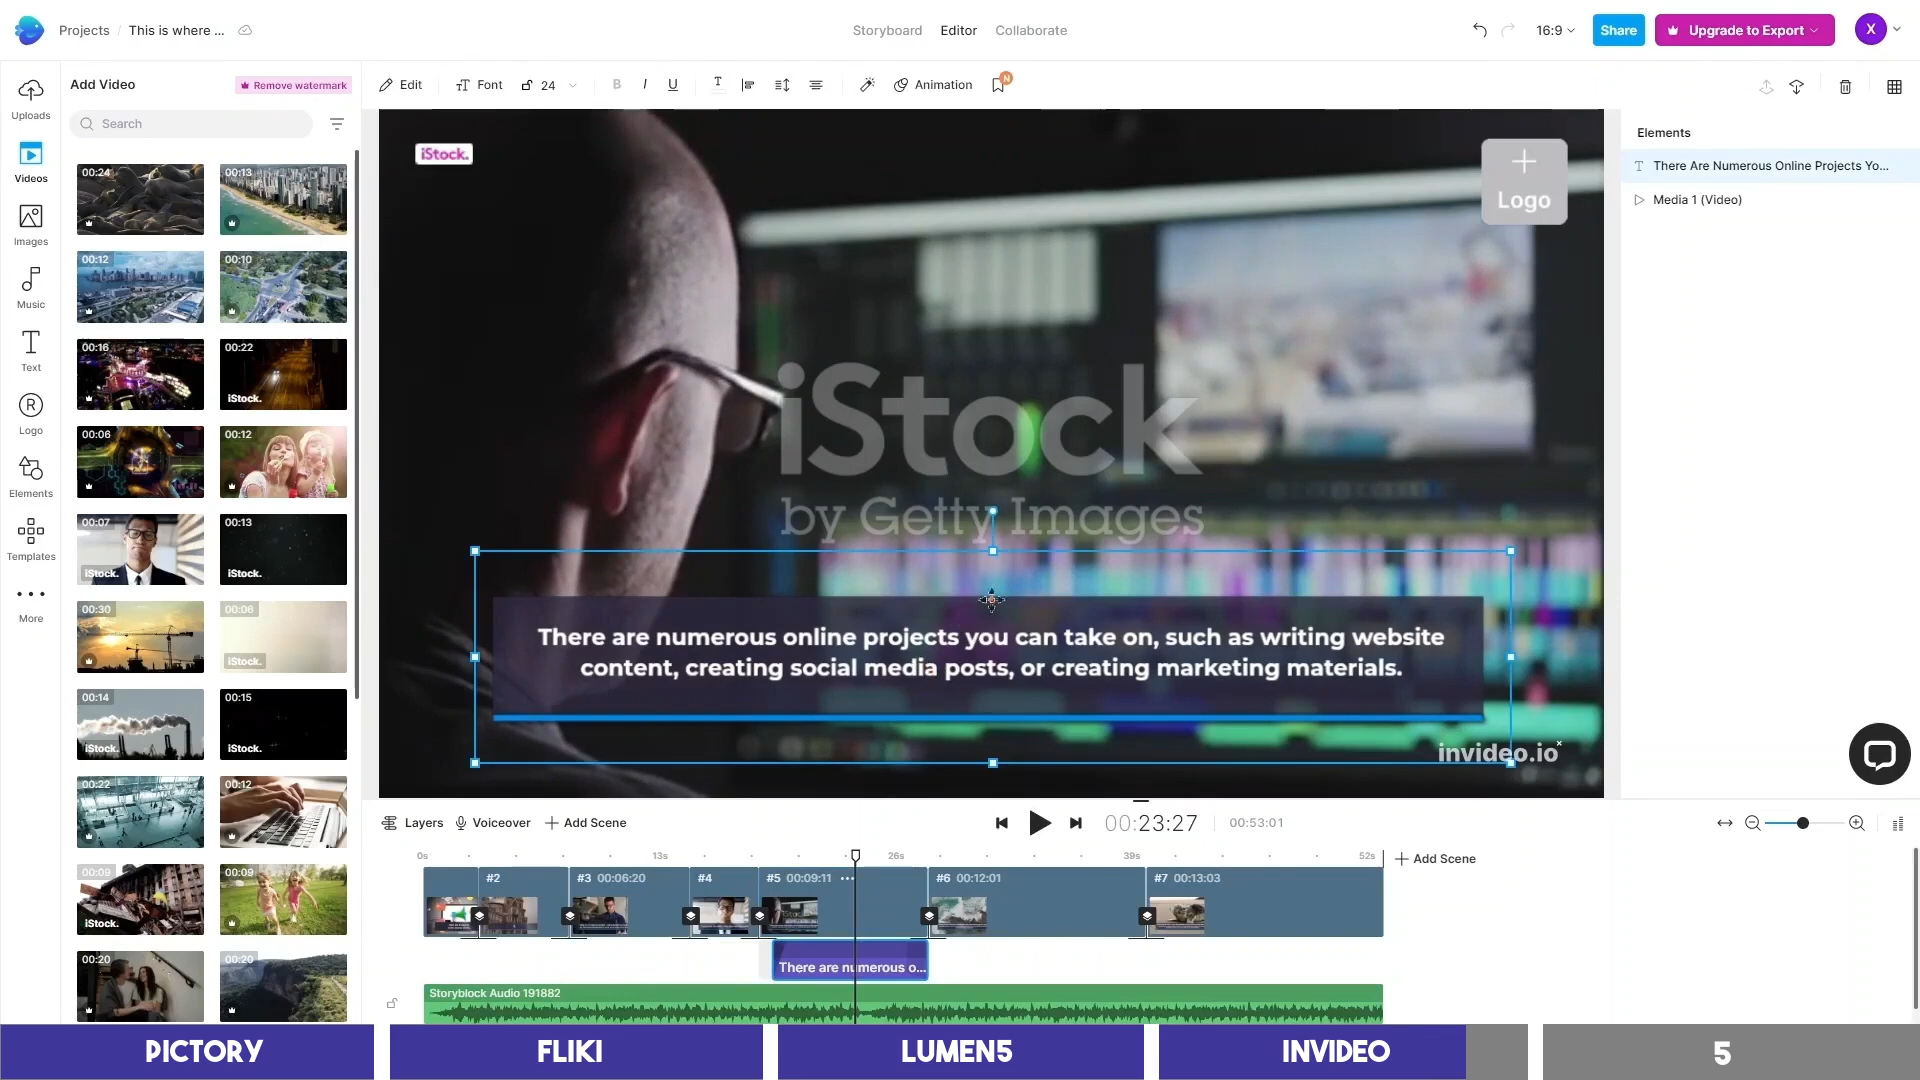 Projects / This is where ...
Storyboard Editor Collaborate
16:9 Share Upgrade to Export X
Add Video Remove watermark
Edit Font 24 B I U T Animation N
Search
Uploads
Videos
Images
Music
Text
Logo
Elements
Templates
More
00:24 00:13
00:12 00:10
00:16 00:22
iStock.
00:06 00:12
00:07 00:13
iStock. iStock.
00:30 00:06
iStock.
00:14 00:15
iStock. iStock.
00:22 00:12
00:09 00:09
iStock.
00:20 00:20
iStock.
Logo
iStock
by Getty Images
There are numerous online projects you can take on, such as writing website
content, creating social media posts, or creating marketing materials.
invideo.io
Elements
There Are Numerous Online Projects Yo...
Media 1 (Video)
Layers Voiceover Add Scene
00:23:27 00:53:01
0s 13s 26s 39s 52s
Add Scene
#2 #3 00:06:20 #4 #5 00:09:11 #6 00:12:01 #7 00:13:03
There are numerous o...
Storyblock Audio 191882
PICTORY FLIKI LUMEN5 INVIDEO 5